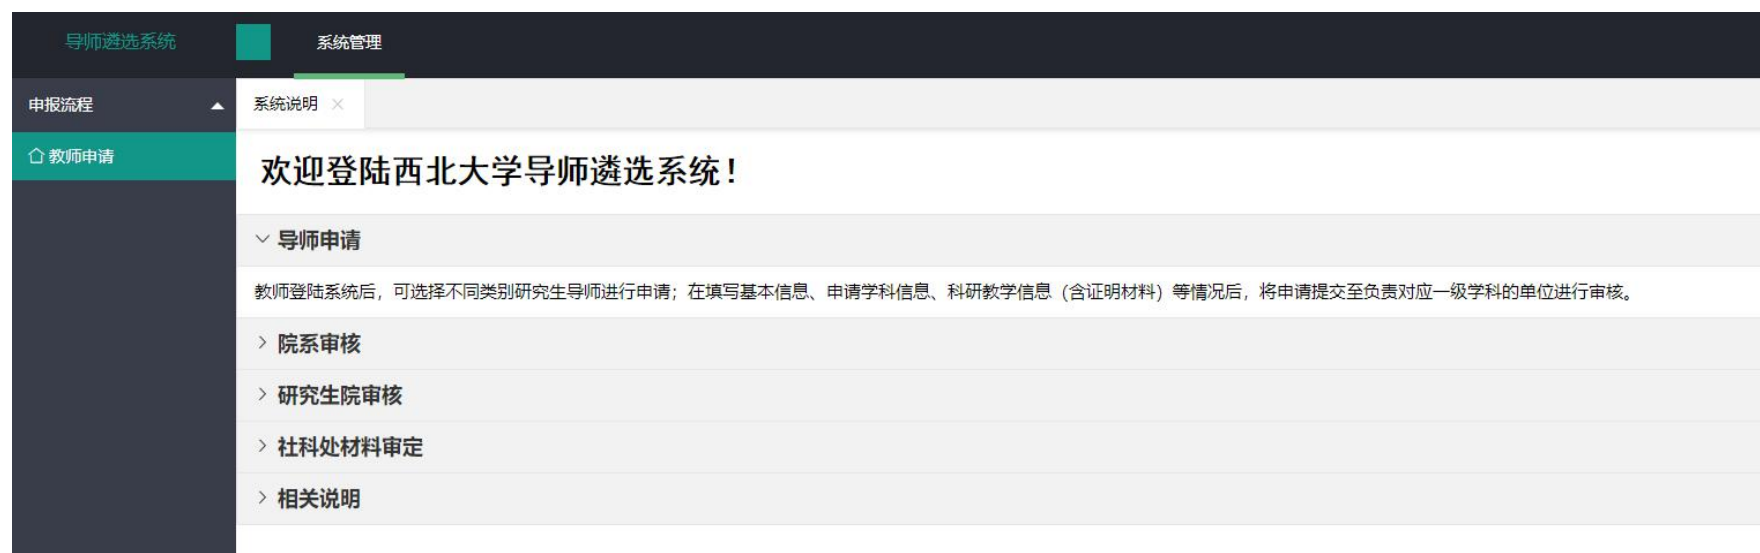 导师遴选系统
系统管理
申报流程
系统说明
教师申请
欢迎登陆西北大学导师遴选系统！
导师申请
教师登陆系统后，可选择不同类别研究生导师进行申请；在填写基本信息、申请学科信息、科研教学信息（含证明材料）等情况后，将申请提交至负责对应一级学科的单位进行审核。
院系审核
研究生院审核
社科处材料审定
相关说明